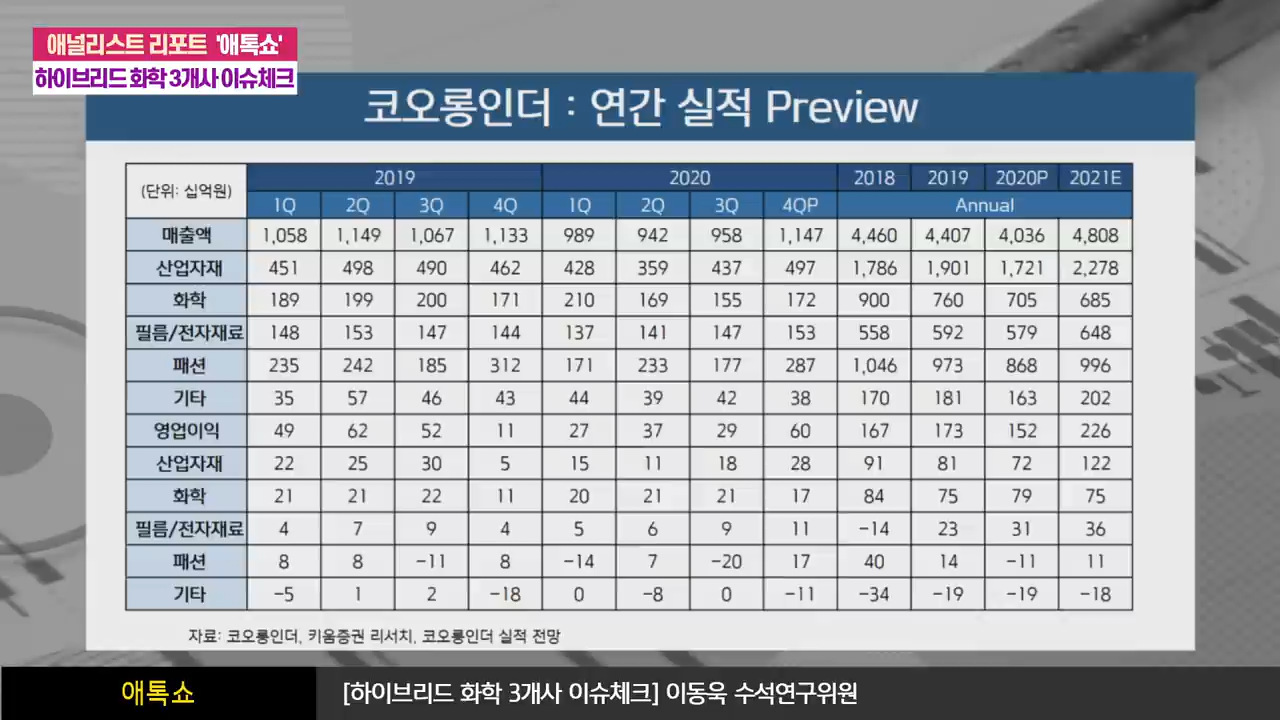 애널리스트 리포트 '애톡쇼'
하이브리드 화학 3개사 이슈체크
코오롱인더 : 연간 실적 Preview
(단위: 십억원) 2019 2020 2018 2019 2020P 2021E
1Q 2Q 3Q 4Q 1Q 2Q 3Q 4QP Annual
매출액 1,058 1,149 1,067 1,133 989 942 958 1,147 4,460 4,407 4,036 4,808
산업자재 451 498 490 462 428 359 437 497 1,786 1,901 1,721 2,278
화학 189 199 200 171 210 169 155 172 900 760 705 685
필름/전자재료 148 153 147 144 137 141 147 153 558 592 579 648
패션 235 242 185 312 171 233 177 287 1,046 973 868 996
기타 35 57 46 43 44 39 42 38 170 181 163 202
영업이익 49 62 52 11 27 37 29 60 167 173 152 226
산업자재 22 25 30 5 15 11 18 28 91 81 72 122
화학 21 21 22 11 20 21 21 17 84 75 79 75
필름/전자재료 4 7 9 4 5 6 9 11 -14 23 31 36
패션 8 8 -11 8 -14 7 -20 17 40 14 -11 11
기타 -5 1 2 -18 0 -8 0 -11 -34 -19 -19 -18
자료: 코오롱인더, 키움증권 리서치, 코오롱인더 실적 전망
애톡쇼 [하이브리드 화학 3개사 이슈체크] 이동욱 수석연구위원